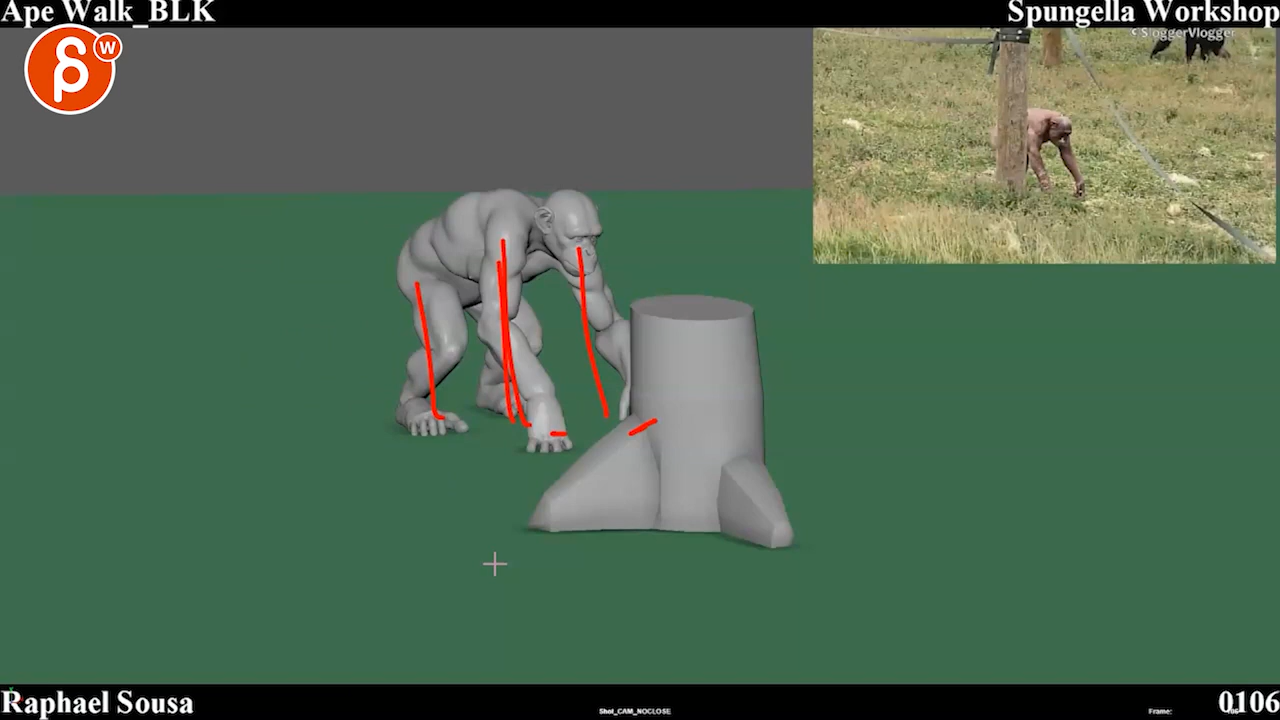 Ape Walk_BLK
Spungella Workshop
W
SloggerVlogger
Raphael Sousa
Shot_CAM_NOCLOSE
Frame:
0106